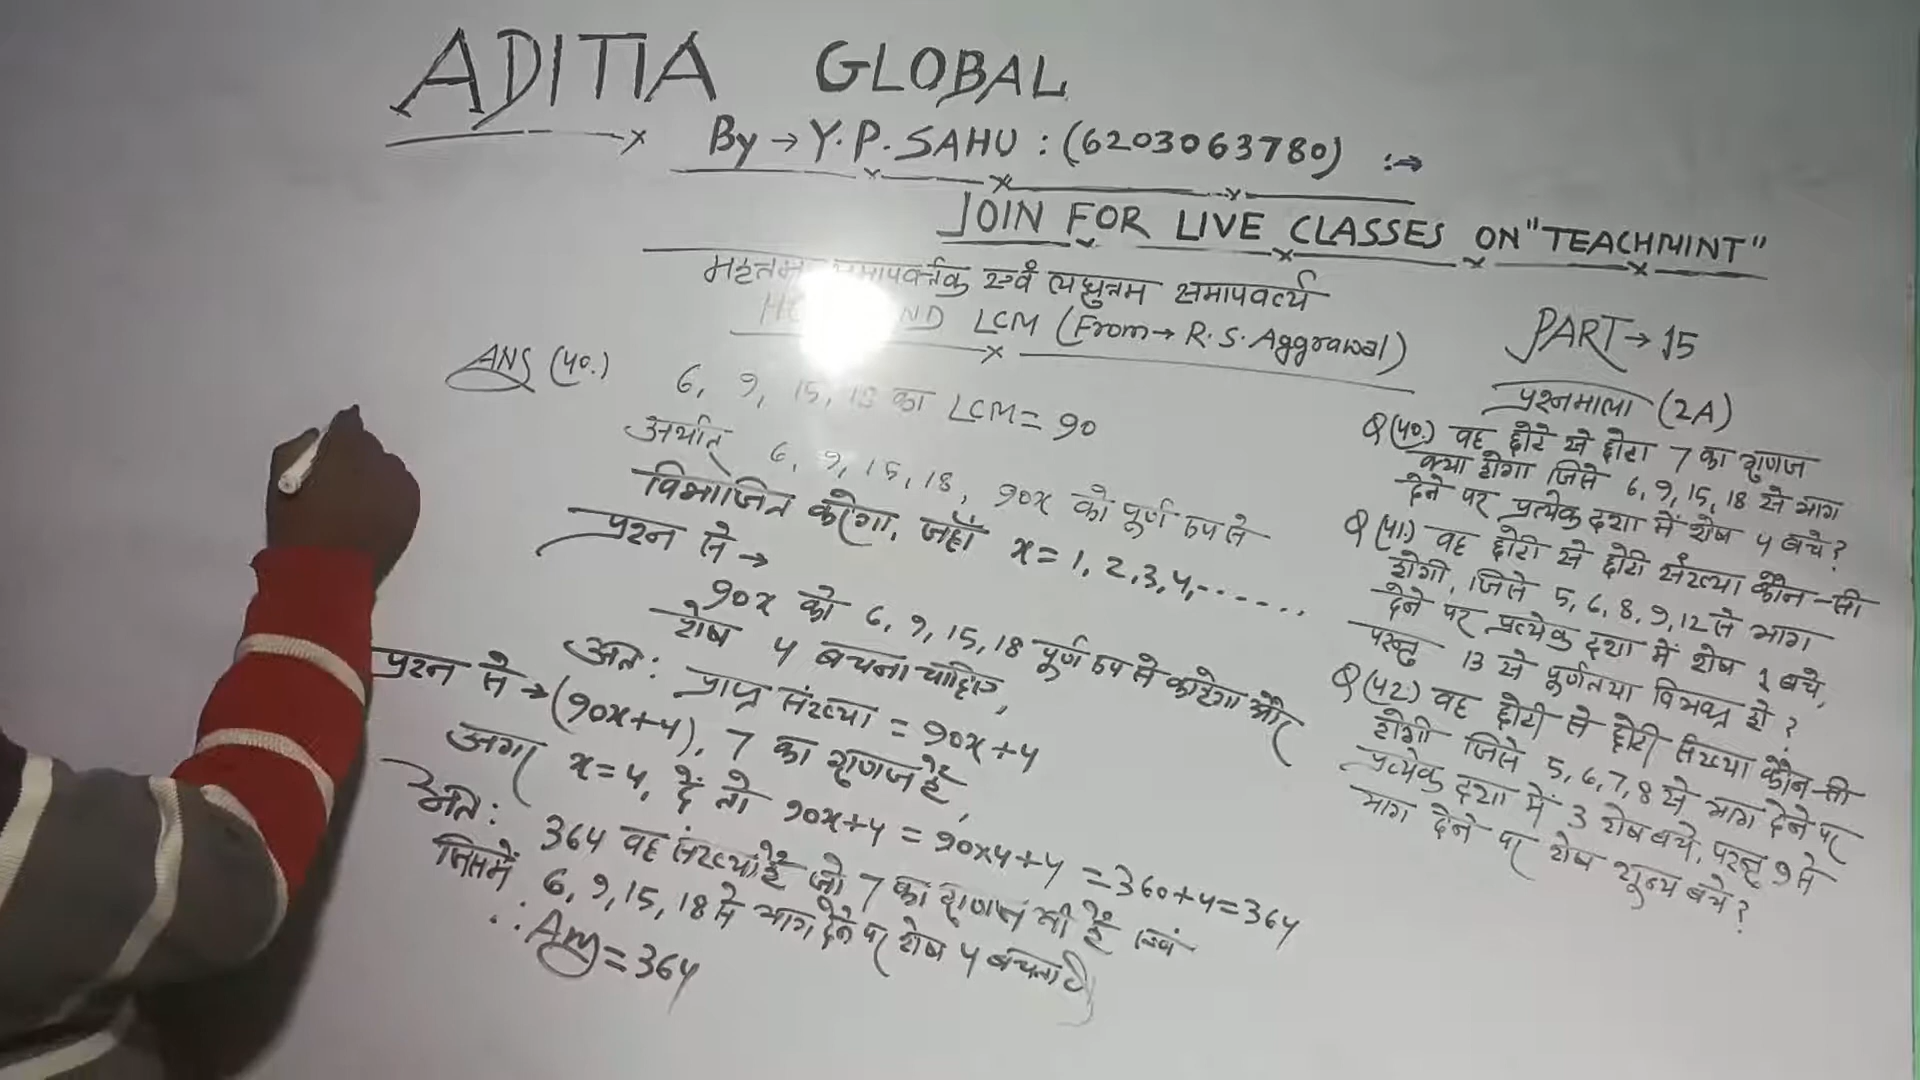 ADITIA GLOBAL
By → Y.P. SAHU : (6203063780) :→
JOIN FOR LIVE CLASSES ON "TEACHMINT"
समापर्वतक एवं लघुत्तम समापवर्त्य
LCM (From → R.S. Aggrawal)
PART → 15
प्रश्नमाला (2A)
ANS (40.) 6, 9, 15, 18 का LCM = 90
अर्थात् 6, 9, 15, 18, 90x को पूर्ण रूप से
विभाजित करेगा, जहाँ x = 1, 2, 3, 4, .......
प्रश्न से →
90x को 6, 9, 15, 18 पूर्ण रूप से काटेगा और
शेष 4 बचना चाहिए,
अत: प्राप्त संख्या = 90x + 4
प्रश्न से → (90x+4), 7 का गुणज है,
अगर x = 4, दें तो 90x+4 = 90x4+4 = 360+4 = 364
अत: 364 वह संख्या है जो 7 का गुणज भी है एवं
जिसमें 6, 9, 15, 18 से भाग देने पर शेष 4 बचता है
∴ Ans = 364
Q(40.) वह छोटे से छोटा 7 का गुणज
क्या होगा जिसे 6, 9, 15, 18 से भाग
देने पर प्रत्येक दशा में शेष 4 बचे?
Q(41.) वह छोटी से छोटी संख्या कौन-सी
होगी, जिसे 5, 6, 8, 9, 12 से भाग
देने पर प्रत्येक दशा में शेष 1 बचे,
परन्तु 13 से पूर्णतया विभक्त हो?
Q(42.) वह छोटी से छोटी संख्या कौन-सी
होगी जिसे 5, 6, 7, 8 से भाग देने पर
प्रत्येक दशा में 3 शेष बचे, परन्तु 9 से
भाग देने पर शेष शून्य बचे?